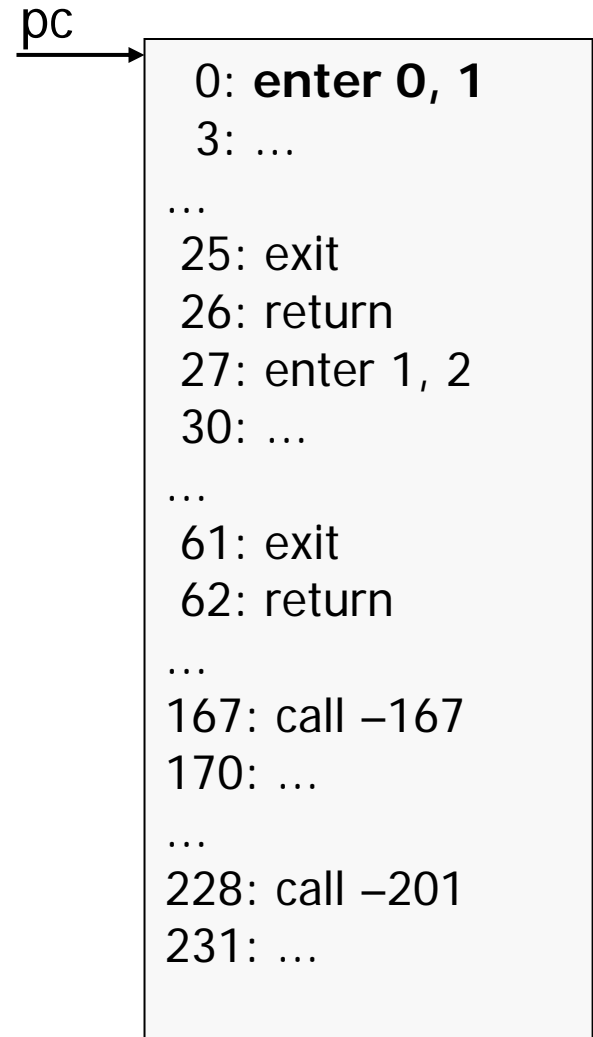 pc
0: enter 0, 1
3: …
…
25: exit
26: return
27: enter 1, 2
30: …
…
61: exit
62: return
…
167: call –167
170: …
…
228: call –201
231: …